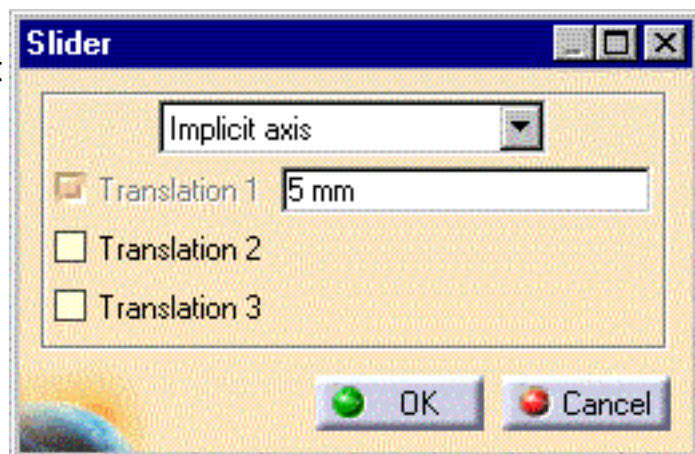 Slider
Implicit axis
Translation 1 5 mm
Translation 2
Translation 3
OK Cancel